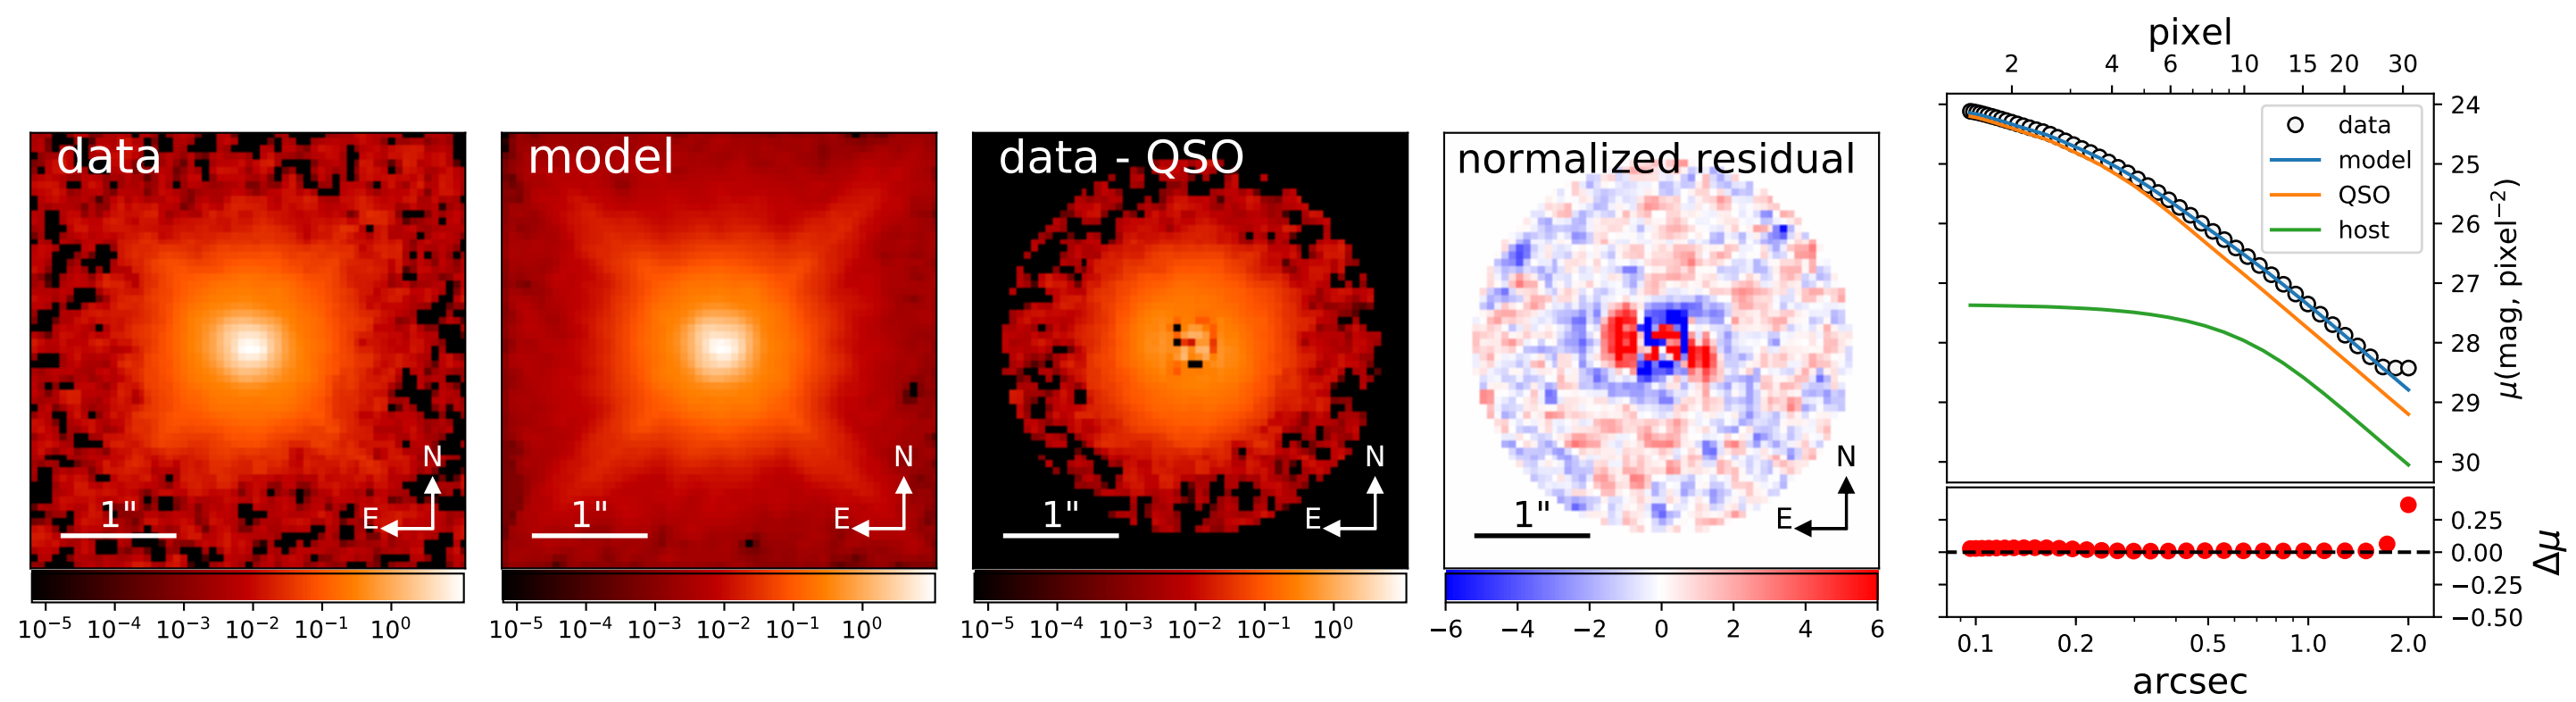 data
N
E
1"
10⁻⁵ 10⁻⁴ 10⁻³ 10⁻² 10⁻¹ 10⁰
model
N
E
1"
10⁻⁵ 10⁻⁴ 10⁻³ 10⁻² 10⁻¹ 10⁰
data - QSO
N
E
1"
10⁻⁵ 10⁻⁴ 10⁻³ 10⁻² 10⁻¹ 10⁰
normalized residual
N
E
1"
−6 −4 −2 0 2 4 6
pixel
2 4 6 10 15 20 30
data
model
QSO
host
24
25
26
27
28
29
30
μ(mag, pixel⁻²)
0.25
0.00
−0.25
−0.50
Δμ
0.1 0.2 0.5 1.0 2.0
arcsec